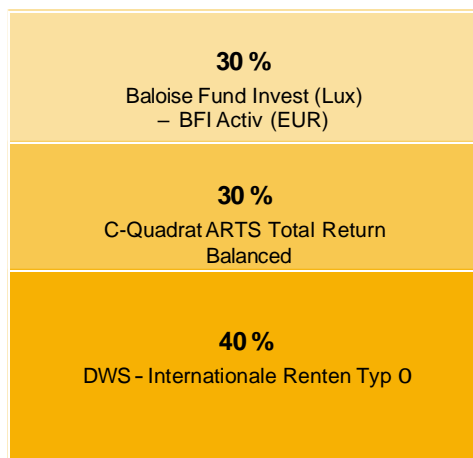 30 %
Baloise Fund Invest (Lux)
– BFI Activ (EUR)
30 %
C-Quadrat ARTS Total Return
Balanced
40 %
DWS - Internationale Renten Typ O